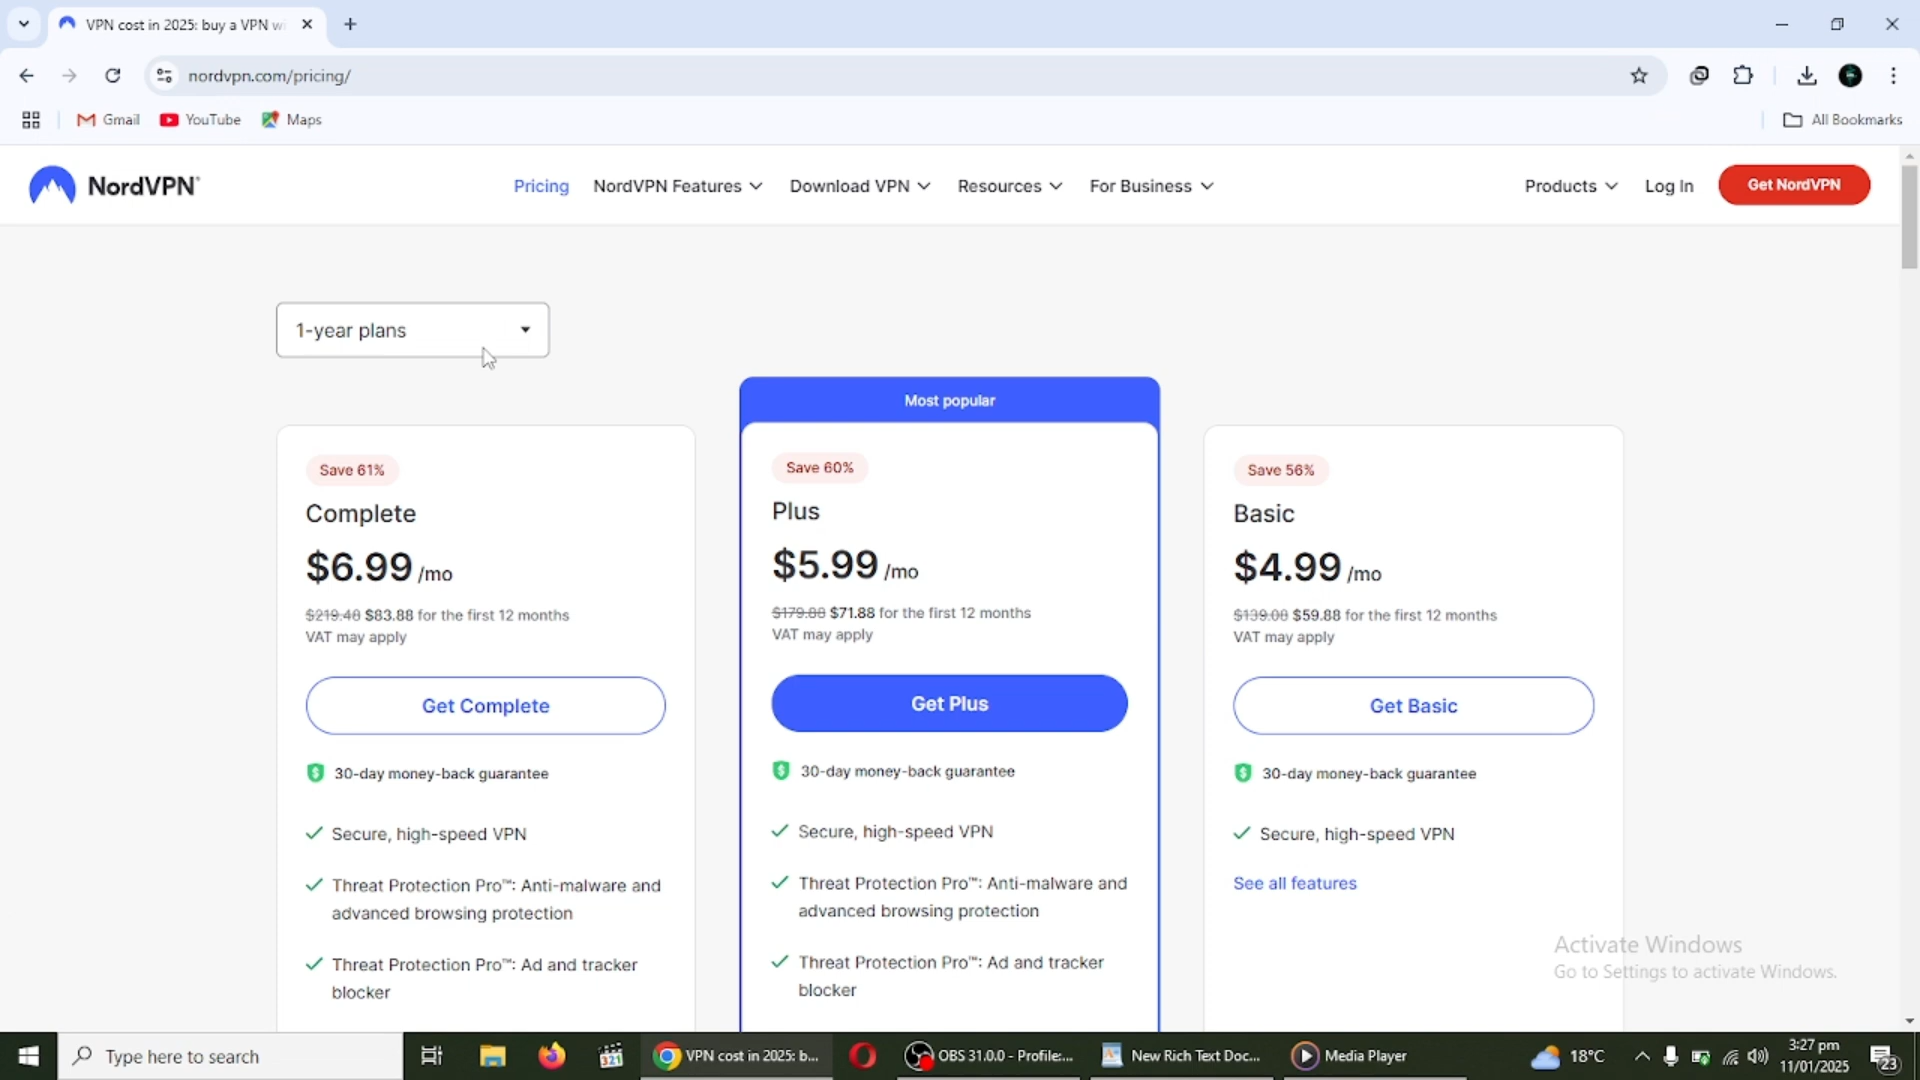 VPN cost in 2025: buy a VPN wi
nordvpn.com/pricing/
Gmail
YouTube
Maps
All Bookmarks
NordVPN®
Pricing
NordVPN Features
Download VPN
Resources
For Business
Products
Log In
Get NordVPN
1-year plans
Most popular
Save 61%
Complete
$6.99 /mo
$219.48 $83.88 for the first 12 months
VAT may apply
Get Complete
30-day money-back guarantee
Secure, high-speed VPN
Threat Protection Pro™: Anti-malware and
advanced browsing protection
Threat Protection Pro™: Ad and tracker
blocker
Save 60%
Plus
$5.99 /mo
$179.88 $71.88 for the first 12 months
VAT may apply
Get Plus
30-day money-back guarantee
Secure, high-speed VPN
Threat Protection Pro™: Anti-malware and
advanced browsing protection
Threat Protection Pro™: Ad and tracker
blocker
Save 56%
Basic
$4.99 /mo
$139.08 $59.88 for the first 12 months
VAT may apply
Get Basic
30-day money-back guarantee
Secure, high-speed VPN
See all features
Activate Windows
Go to Settings to activate Windows.
Type here to search
321
VPN cost in 2025: b...
OBS 31.0.0 - Profile:...
New Rich Text Doc...
Media Player
18°C
3:27 pm
11/01/2025
23